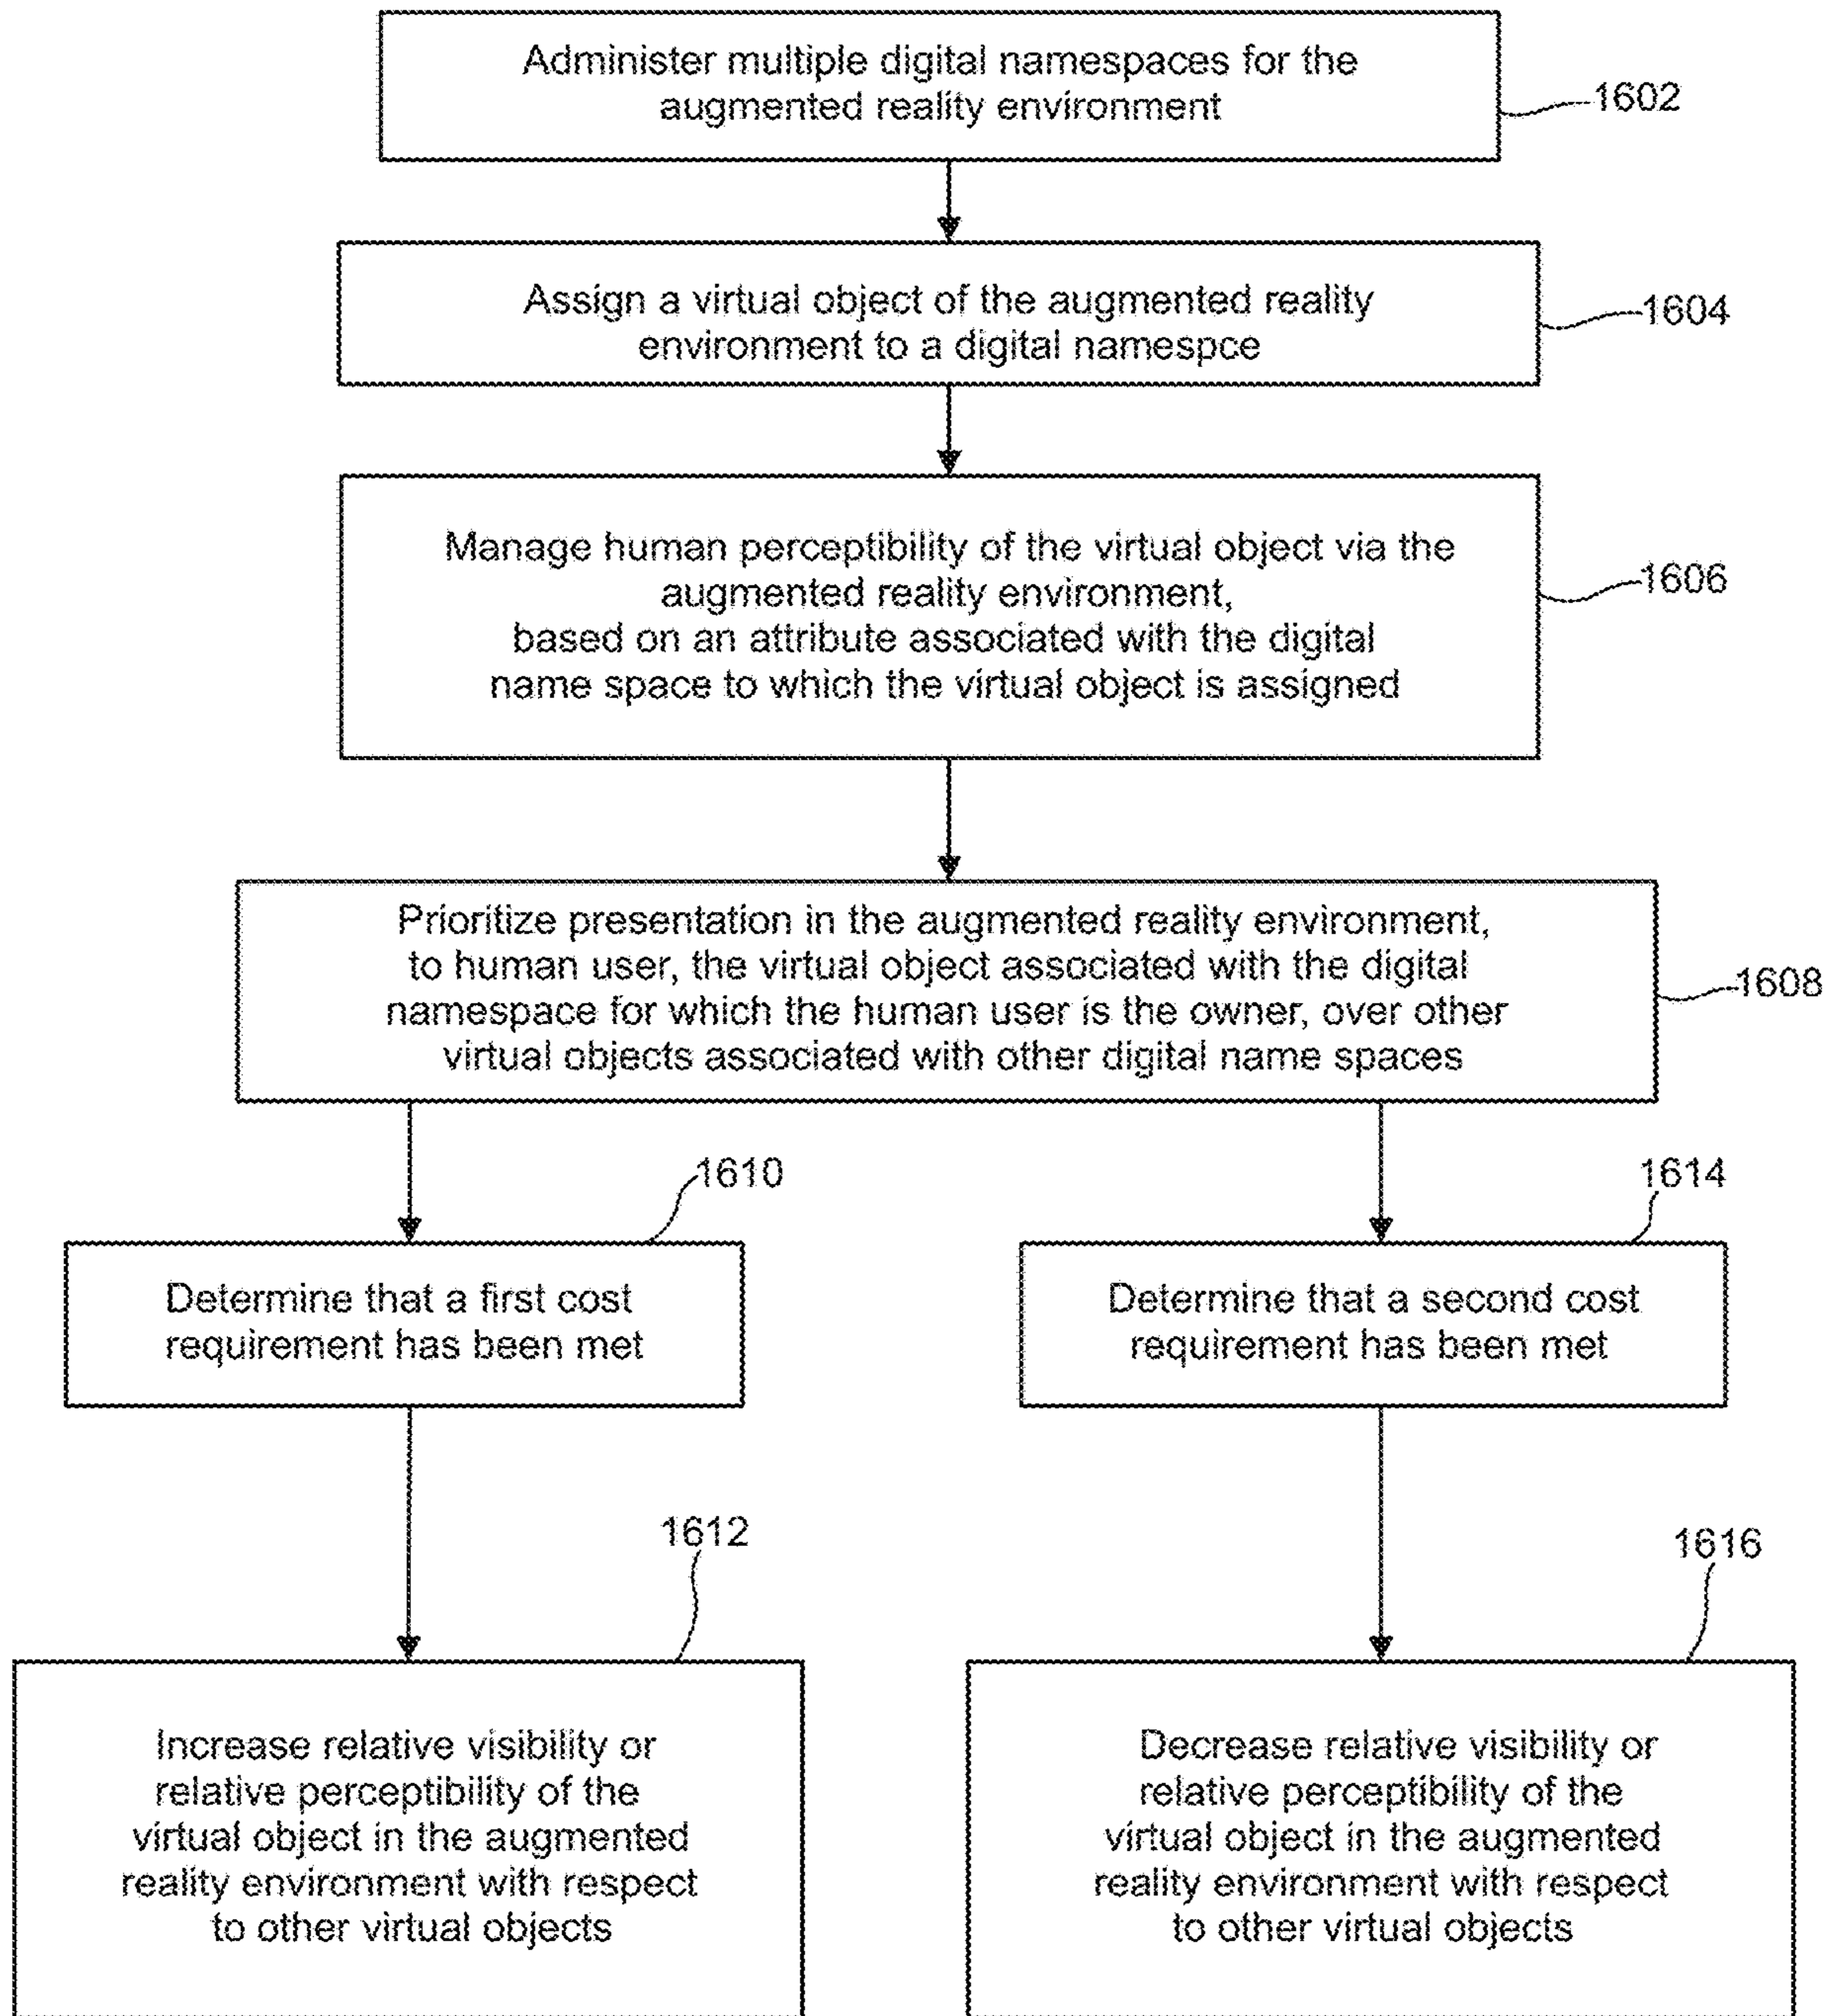 Administer multiple digital namespaces for the
augmented reality environment
1602
Assign a virtual object of the augmented reality
environment to a digital namespce
1604
Manage human perceptibility of the virtual object via the
augmented reality environment,
based on an attribute associated with the digital
name space to which the virtual object is assigned
1606
Prioritize presentation in the augmented reality environment,
to human user, the virtual object associated with the digital
namespace for which the human user is the owner, over other
virtual objects associated with other digital name spaces
1608
1610
Determine that a first cost
requirement has been met
1614
Determine that a second cost
requirement has been met
1612
Increase relative visibility or
relative perceptibility of the
virtual object in the augmented
reality environment with respect
to other virtual objects
1616
Decrease relative visibility or
relative perceptibility of the
virtual object in the augmented
reality environment with respect
to other virtual objects